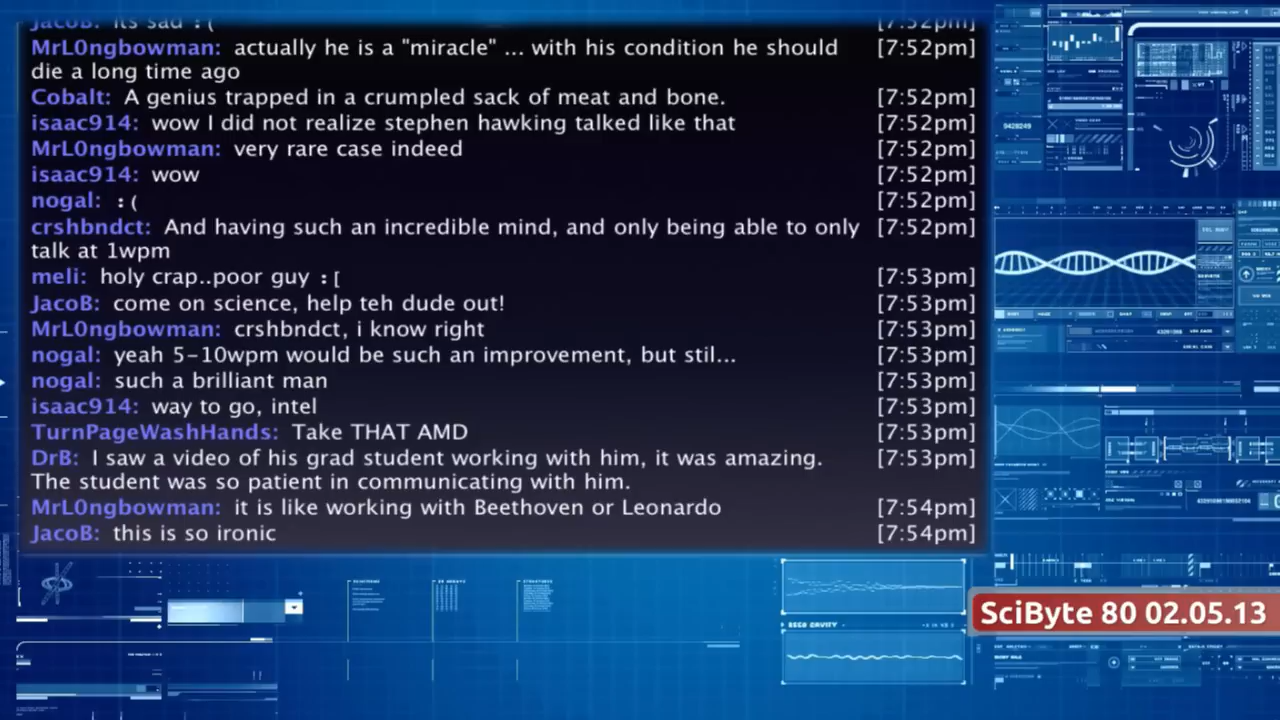 JacoB: its sad :( [7:52pm]
MrL0ngbowman: actually he is a "miracle" ... with his condition he should [7:52pm]
die a long time ago
Cobalt: A genius trapped in a crumpled sack of meat and bone. [7:52pm]
isaac914: wow I did not realize stephen hawking talked like that [7:52pm]
MrL0ngbowman: very rare case indeed [7:52pm]
isaac914: wow [7:52pm]
nogal: :( [7:52pm]
crshbndct: And having such an incredible mind, and only being able to only [7:52pm]
talk at 1wpm
meli: holy crap..poor guy :[ [7:53pm]
JacoB: come on science, help teh dude out! [7:53pm]
MrL0ngbowman: crshbndct, i know right [7:53pm]
nogal: yeah 5-10wpm would be such an improvement, but stil... [7:53pm]
nogal: such a brilliant man [7:53pm]
isaac914: way to go, intel [7:53pm]
TurnPageWashHands: Take THAT AMD [7:53pm]
DrB: I saw a video of his grad student working with him, it was amazing. [7:53pm]
The student was so patient in communicating with him.
MrL0ngbowman: it is like working with Beethoven or Leonardo [7:54pm]
JacoB: this is so ironic [7:54pm]
SciByte 80 02.05.13